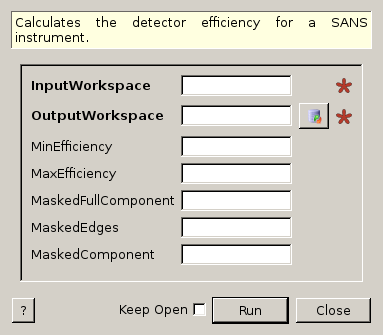 Calculates the detector efficiency for a SANS
instrument.
InputWorkspace
OutputWorkspace
MinEfficiency
MaxEfficiency
MaskedFullComponent
MaskedEdges
MaskedComponent
? Keep Open Run Close